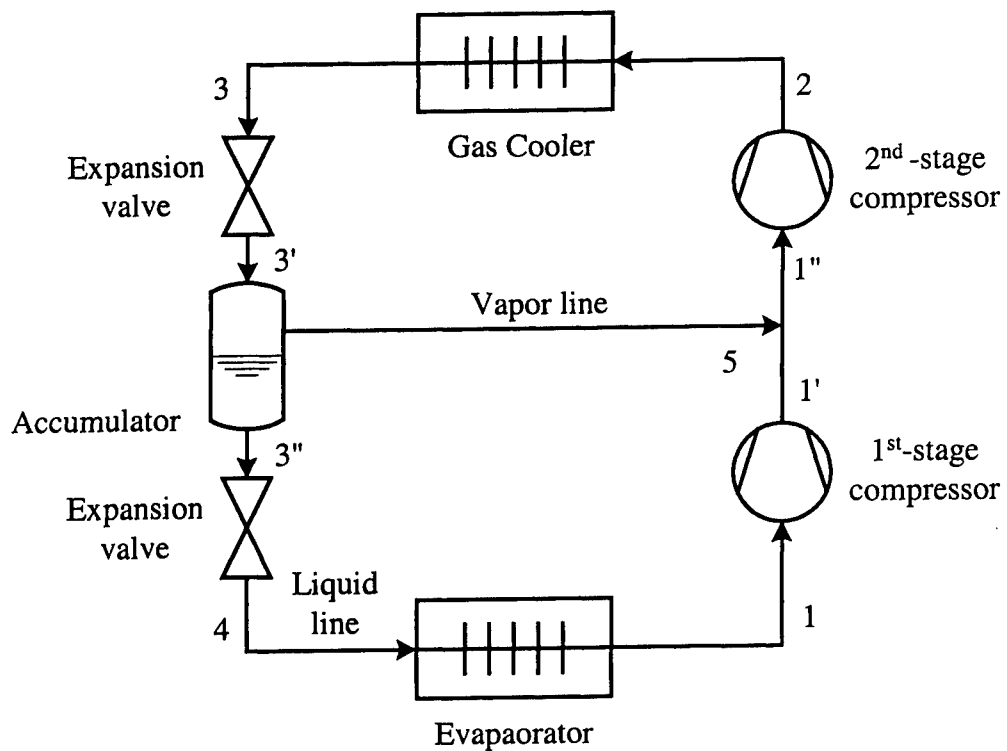 3
2
Gas Cooler
Expansion
valve
2nd -stage
compressor
3'
1"
Vapor line
5
1'
Accumulator
3"
1st-stage
compressor
Expansion
valve
Liquid
line
4
1
Evapaorator